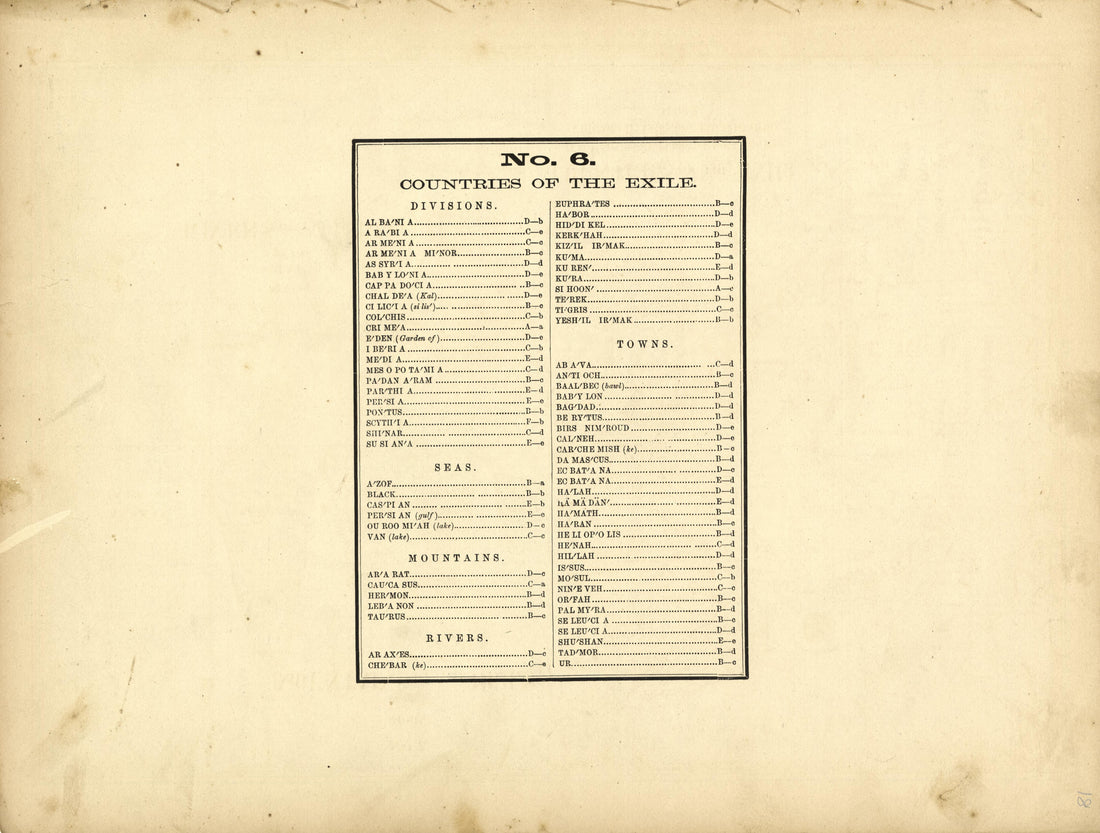 No. 6.
COUNTRIES OF THE EXILE.
DIVISIONS.
AL BA′NI A........D—b
A RA′BI A........C—e
AR ME′NI A........C—c
AR ME′NI A MI′NOR........B—c
AS SYR′I A........D—d
BAB Y LO′NI A........D—e
CAP PA DO′CI A........B—c
CHAL DE′A (Kal)........D—e
CI LIC′I A (si lis′)........B—c
COL′CHIS........C—b
CRI ME′A........A—a
E′DEN (Garden of)........D—e
I BE′RI A........C—b
ME′DI A........E—d
MES O PO TA′MI A........C—d
PA′DAN A′RAM........B—c
PAR′THI A........E—d
PER′SI A........E—e
PON′TUS........B—b
SCYTH′I A........F—b
SHI′NAR........C—d
SU SI AN′A........E—e
SEAS.
A′ZOF........B—a
BLACK........B—b
CAS′PI AN........E—b
PER′SI AN (gulf)........E—e
OU ROO MI′AH (lake)........D—c
VAN (lake)........C—c
MOUNTAINS.
AR′A RAT........D—c
CAU′CA SUS........C—a
HER′MON........B—d
LEB′A NON........B—d
TAU′RUS........B—c
RIVERS.
AR AX′ES........D—c
CHE′BAR (ke)........C—e
EUPHRA′TES........B—e
HA′BOR........D—d
HID′DI KEL........D—e
KERK′HAH........D—d
KIZ′IL IR′MAK........B—c
KU′MA........D—a
KU REN′........E—d
KU′RA........D—b
SI HOON′........A—c
TE′REK........D—b
TI′GRIS........C—c
YESH′IL IR′MAK........B—b
TOWNS.
AB A′VA........C—d
AN′TI OCH........B—c
BAAL′BEC (bawl)........B—d
BAB′Y LON........D—d
BAG′DAD........D—d
BE RY′TUS........B—d
BIRS NIM′ROUD........D—e
CAL′NEH........D—e
CAR′CHE MISH (ke)........B—c
DA MAS′CUS........B—d
EC BAT′A NA........D—c
EC BAT′A NA........E—d
HA′LAH........D—d
HÄ MÄ DÄN′........E—d
HA′MATH........B—d
HA′RAN........B—c
HE LI OP′O LIS........B—d
HE′NAH........C—d
HIL′LAH........D—d
IS′SUS........B—c
MO′SUL........C—b
NIN′E VEH........C—c
OR′FAH........B—c
PAL MY′RA........B—d
SE LEU′CI A........B—c
SE LEU′CI A........D—d
SHU′SHAN........E—e
TAD′MOR........B—d
UR........B—c